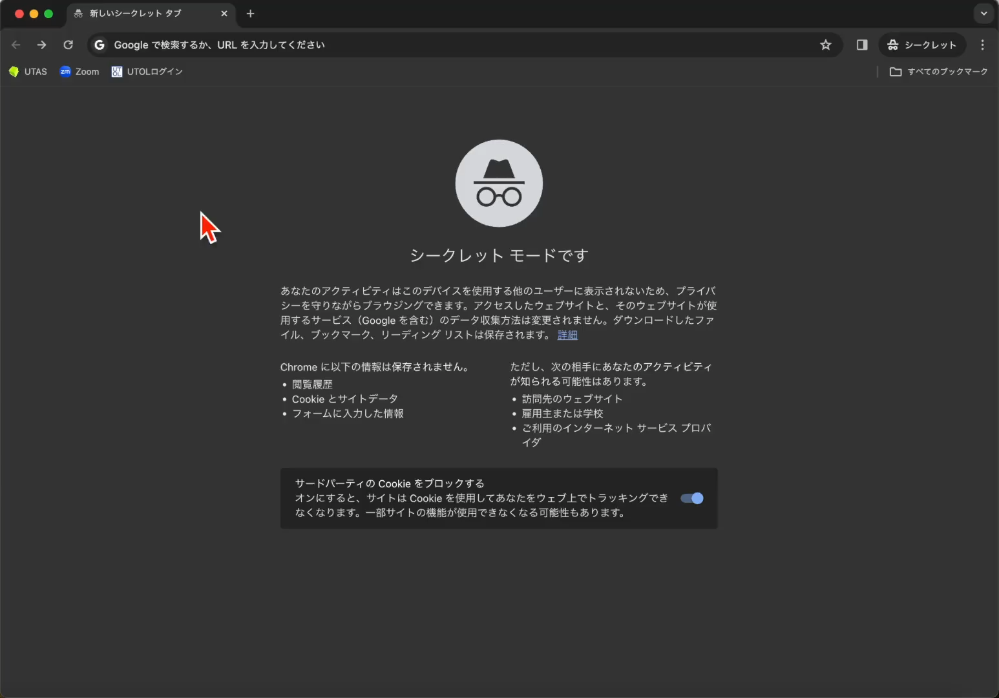 新しいシークレット タブ
Google で検索するか、URL を入力してください
シークレット
UTAS
zm Zoom
UTOLログイン
すべてのブックマーク
シークレット モードです
あなたのアクティビティはこのデバイスを使用する他のユーザーに表示されないため、プライバ
シーを守りながらブラウジングできます。アクセスしたウェブサイトと、そのウェブサイトが使
用するサービス（Google を含む）のデータ収集方法は変更されません。ダウンロードしたファ
イル、ブックマーク、リーディング リストは保存されます。 詳細
Chrome に以下の情報は保存されません。
• 閲覧履歴
• Cookie とサイトデータ
• フォームに入力した情報
ただし、次の相手にあなたのアクティビティ
が知られる可能性はあります。
• 訪問先のウェブサイト
• 雇用主または学校
• ご利用のインターネット サービス プロバ
イダ
サードパーティの Cookie をブロックする
オンにすると、サイトは Cookie を使用してあなたをウェブ上でトラッキングでき
なくなります。一部サイトの機能が使用できなくなる可能性もあります。